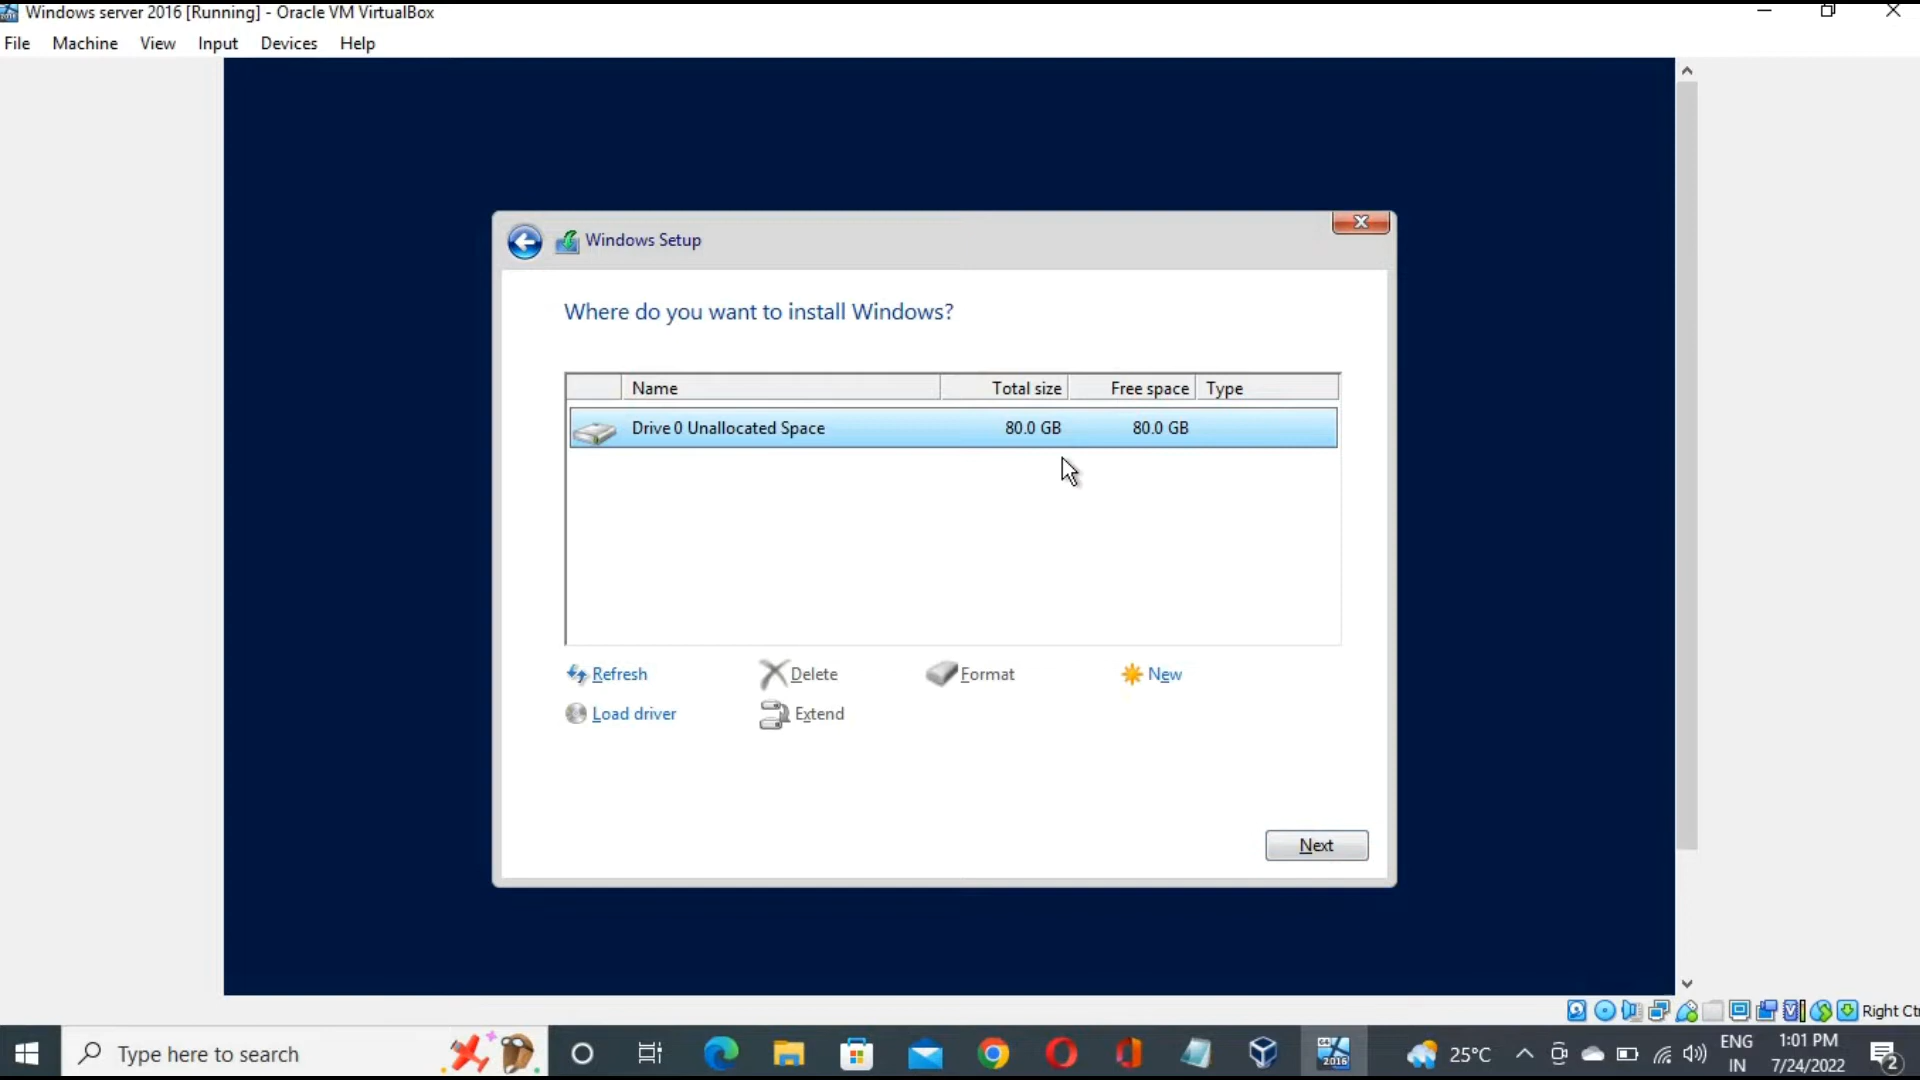 Windows server 2016 [Running] - Oracle VM VirtualBox
File Machine View Input Devices Help
Windows Setup
Where do you want to install Windows?
Name Total size Free space Type
Drive 0 Unallocated Space 80.0 GB 80.0 GB
Refresh Delete Format New
Load driver Extend
Next
Right Ct
Type here to search
2016
25°C
ENG
IN
1:01 PM
7/24/2022
2